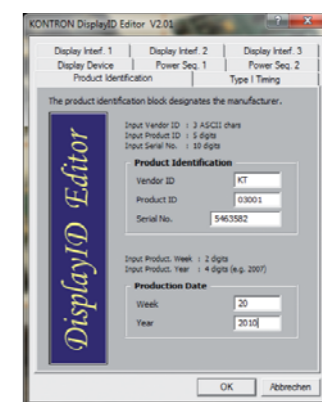 KONTRON DisplayID Editor V2.01
Display Interf. 1
Display Interf. 2
Display Interf. 3
Display Device
Power Seq. 1
Power Seq. 2
Product Identification
Type I Timing
The product identification block designates the manufacturer.
DisplayID Editor
Input Vendor ID : 3 ASCII chars
Input Product ID : 5 digits
Input Serial No. : 10 digits
Product Identification
Vendor ID
KT
Product ID
03001
Serial No.
5463582
Input Product. Week : 2 digits
Input Product. Year : 4 digits (e.g. 2007)
Production Date
Week
20
Year
2010
OK
Abbrechen